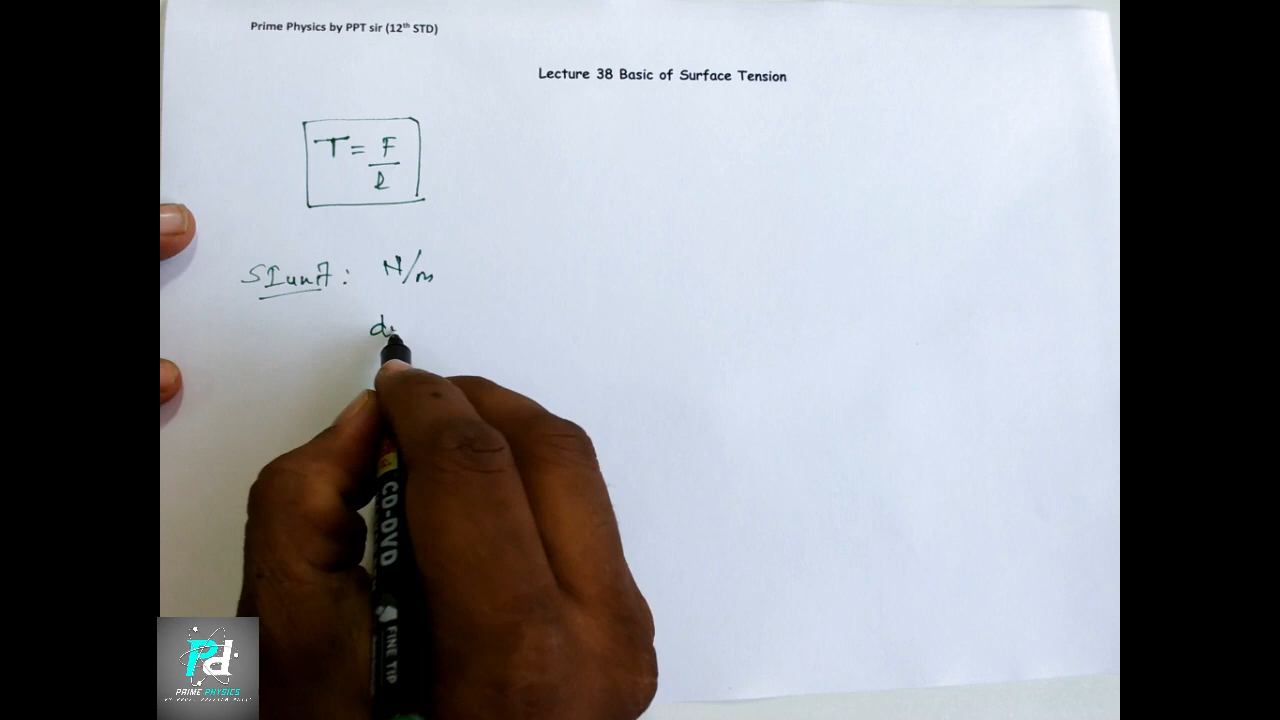 Prime Physics by PPT sir (12th STD)
Lecture 38 Basic of Surface Tension
T = F
l
SI unit : N/m
d
CD-DVD
FINE TIP
Pd
PRIME PHYSICS